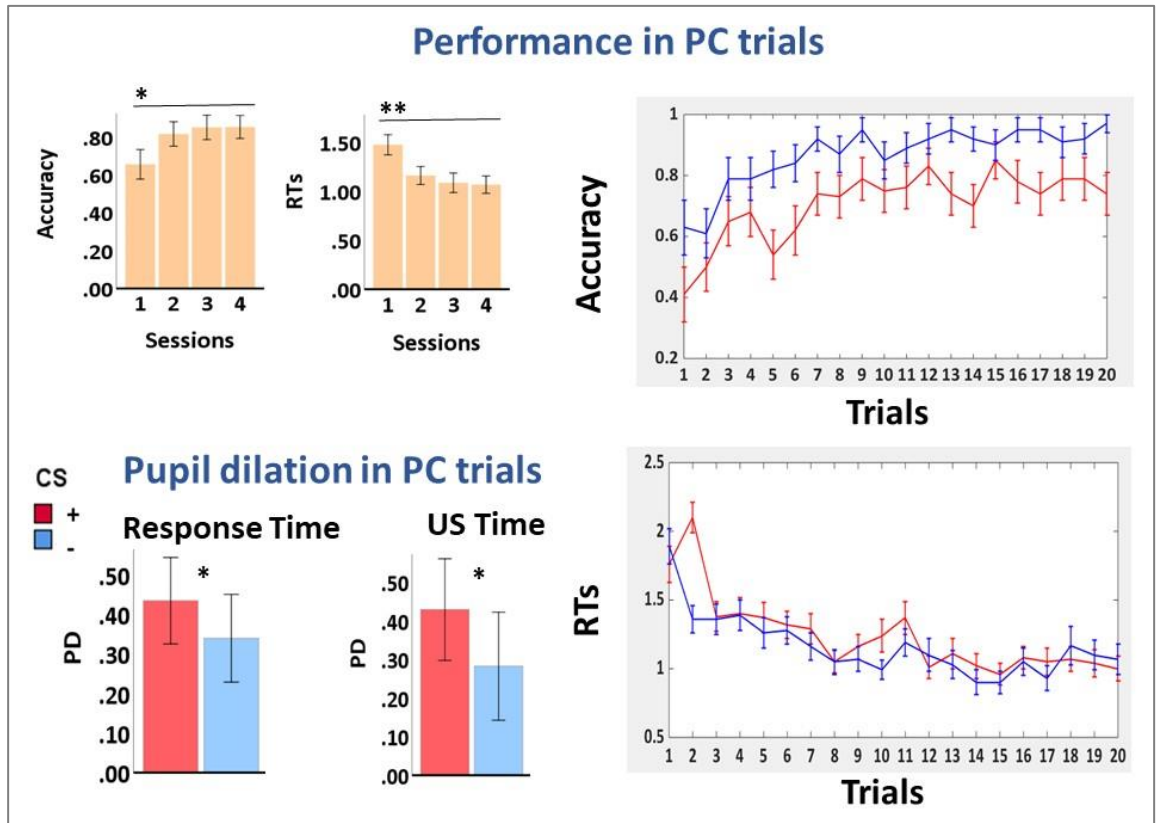 Performance in PC trials
*
.80
.60
.40
.20
.00
Accuracy
1 2 3 4
Sessions
**
1.50
1.00
.50
.00
RTs
1 2 3 4
Sessions
1
0.8
0.6
0.4
0.2
Accuracy
1 2 3 4 5 6 7 8 9 10 11 12 13 14 15 16 17 18 19 20
Trials
Pupil dilation in PC trials
CS
+
-
Response Time
*
.50
.40
.30
.20
.10
.00
PD
US Time
*
.50
.40
.30
.20
.10
.00
PD
2.5
2
1.5
1
0.5
RTs
1 2 3 4 5 6 7 8 9 10 11 12 13 14 15 16 17 18 19 20
Trials